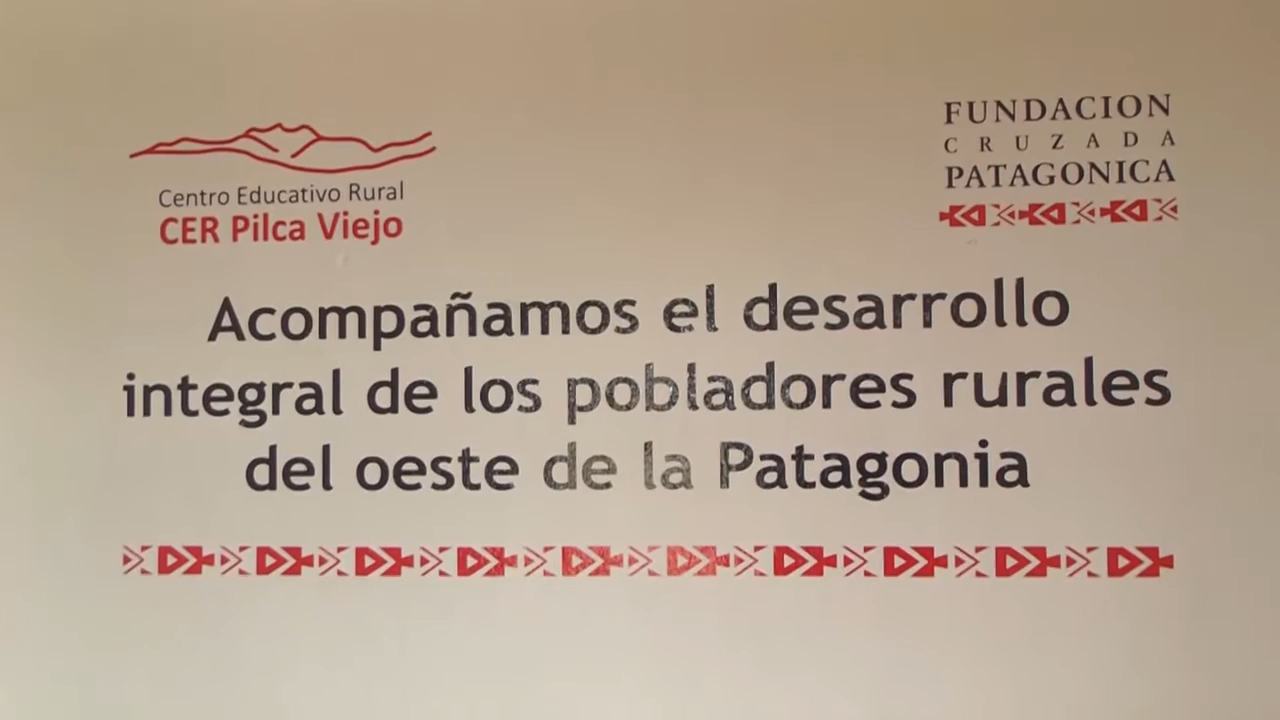 Centro Educativo Rural
CER Pilca Viejo
FUNDACION
CRUZADA
PATAGONICA
Acompañamos el desarrollo
integral de los pobladores rurales
del oeste de la Patagonia